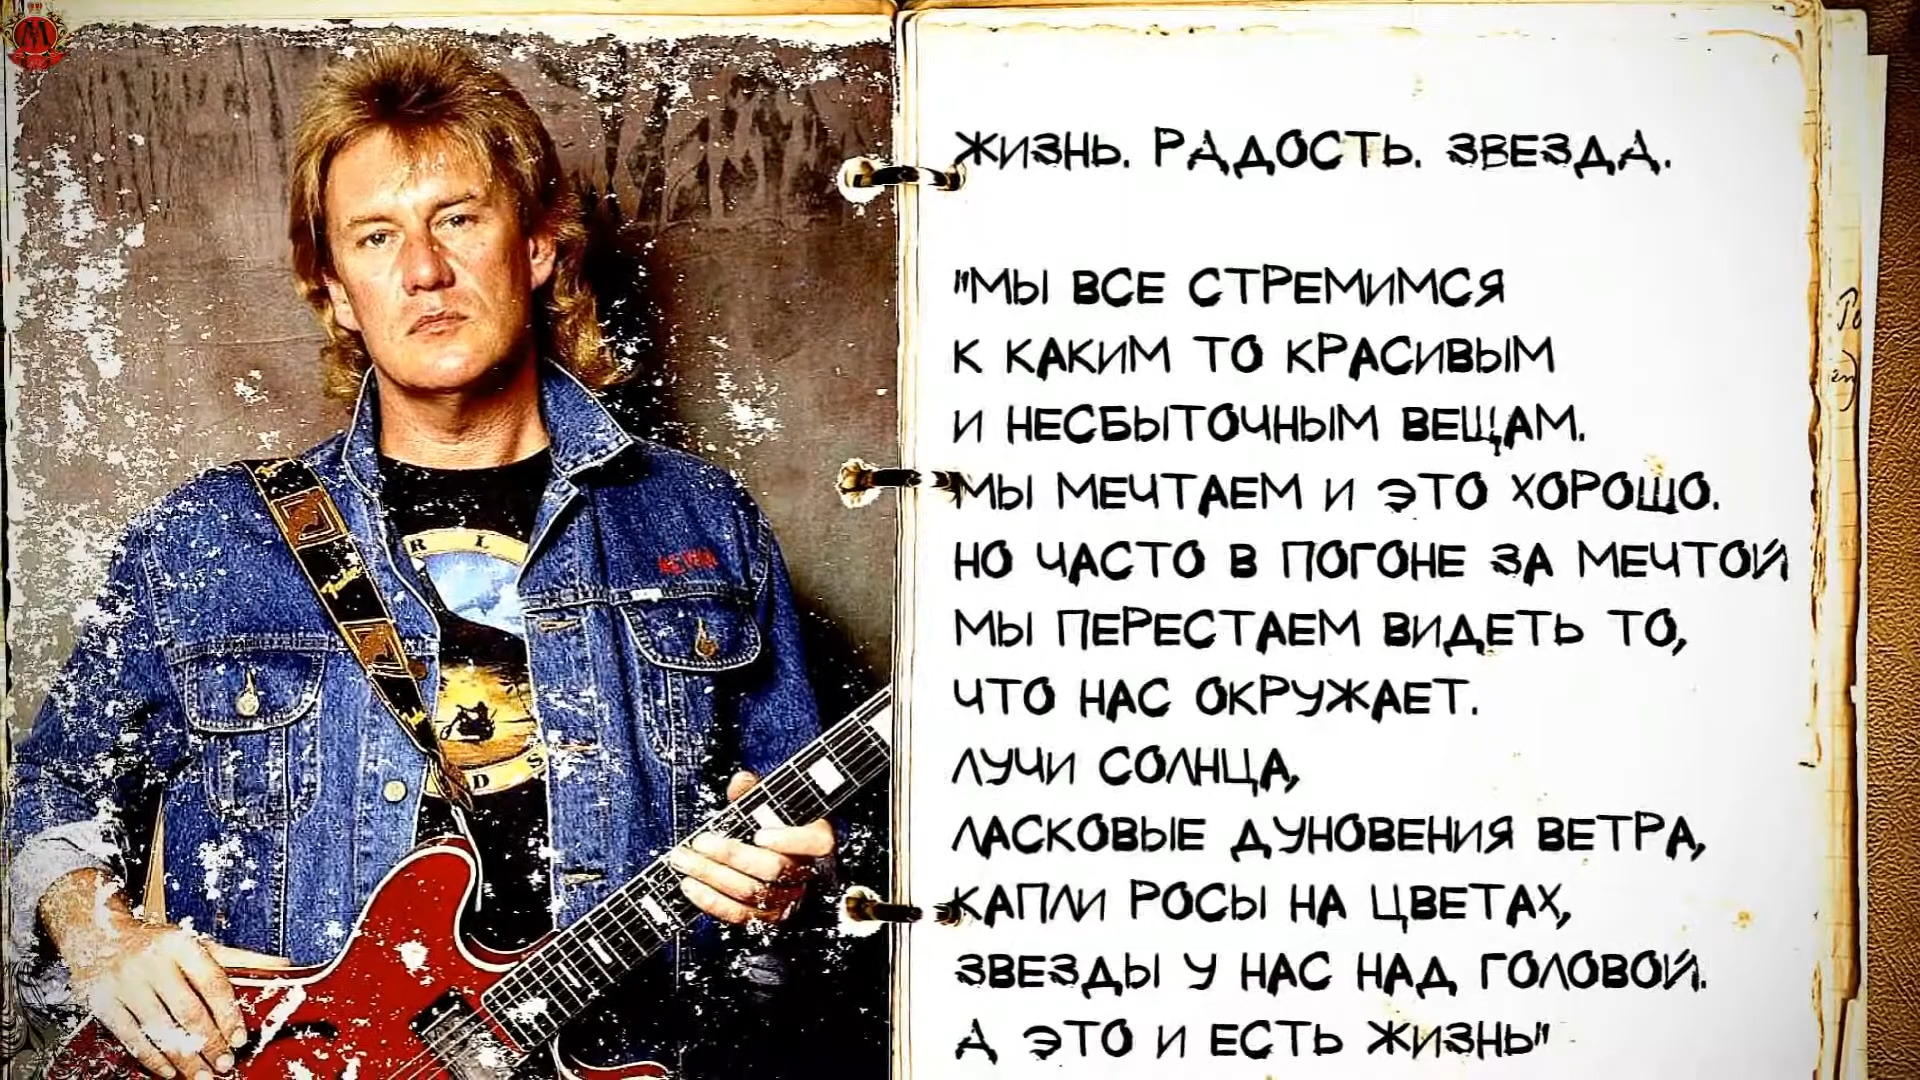 ЖИЗНЬ. РАДОСТЬ. ЗВЕЗДА.
"МЫ ВСЕ СТРЕМИМСЯ
К КАКИМ ТО КРАСИВЫМ
И НЕСБЫТОЧНЫМ ВЕЩАМ.
МЫ МЕЧТАЕМ И ЭТО ХОРОШО.
НО ЧАСТО В ПОГОНЕ ЗА МЕЧТОЙ
МЫ ПЕРЕСТАЕМ ВИДЕТЬ ТО,
ЧТО НАС ОКРУЖАЕТ.
ЛУЧИ СОЛНЦА,
ЛАСКОВЫЕ ДУНОВЕНИЯ ВЕТРА,
КАПЛИ РОСЫ НА ЦВЕТАХ,
ЗВЕЗДЫ У НАС НАД ГОЛОВОЙ.
А ЭТО И ЕСТЬ ЖИЗНЬ"